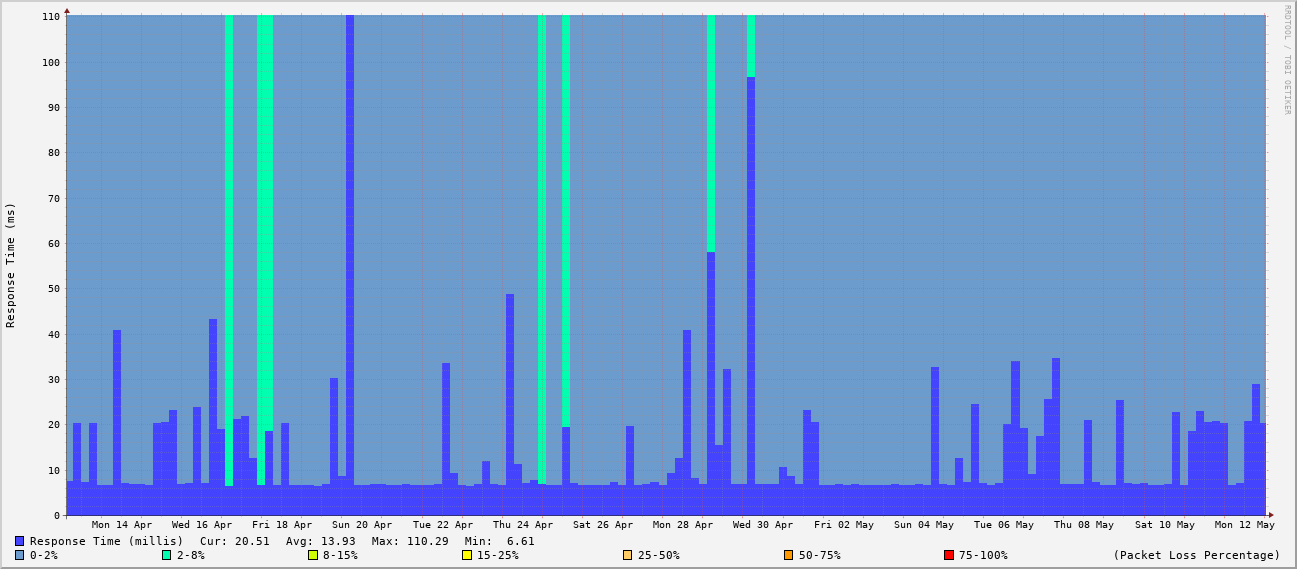 110
100
90
80
70
60
50
40
30
20
10
0
Response Time (ms)
RRDTOOL / TOBI OETIKER
Mon 14 Apr Wed 16 Apr Fri 18 Apr Sun 20 Apr Tue 22 Apr Thu 24 Apr Sat 26 Apr Mon 28 Apr Wed 30 Apr Fri 02 May Sun 04 May Tue 06 May Thu 08 May Sat 10 May Mon 12 May
Response Time (millis) Cur: 20.51 Avg: 13.93 Max: 110.29 Min: 6.61
0-2% 2-8% 8-15% 15-25% 25-50% 50-75% 75-100% (Packet Loss Percentage)